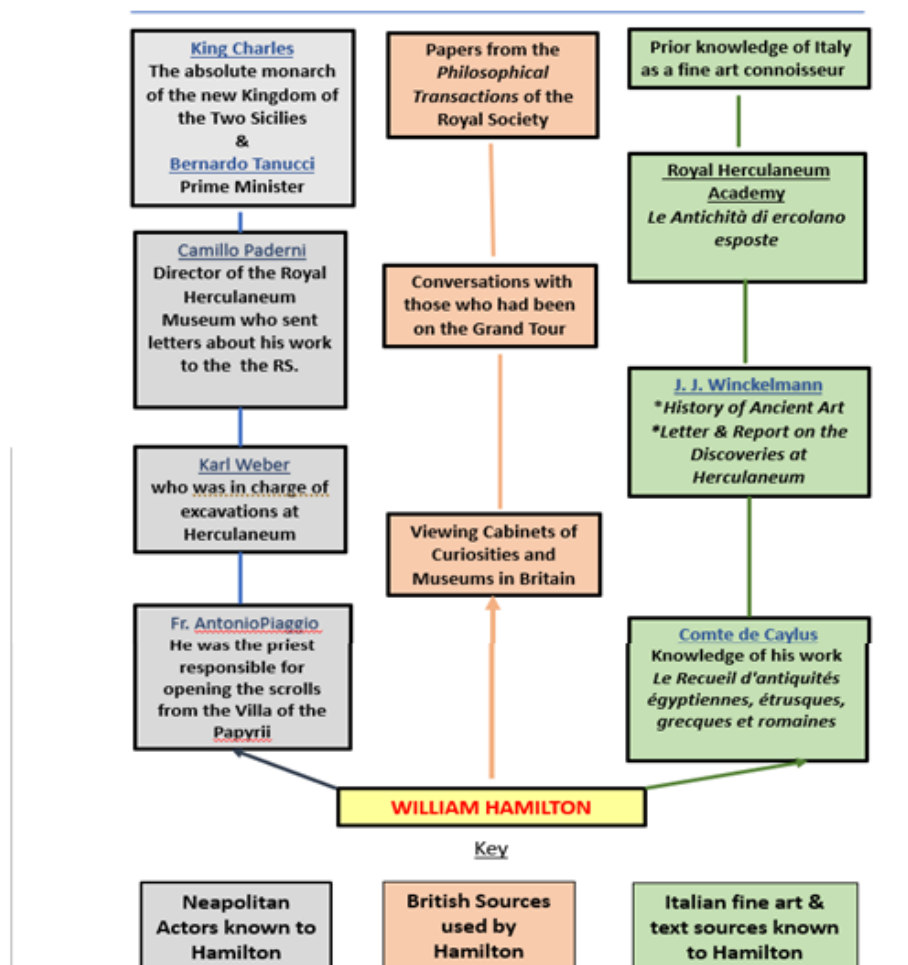 King Charles
The absolute monarch
of the new Kingdom of
the Two Sicilies
&
Bernardo Tanucci
Prime Minister
Camillo Paderni
Director of the Royal
Herculaneum
Museum who sent
letters about his work
to the the RS.
Karl Weber
who was in charge of
excavations at
Herculaneum
Fr. AntonioPiaggio
He was the priest
responsible for
opening the scrolls
from the Villa of the
Papyrii
Papers from the
Philosophical
Transactions of the
Royal Society
Conversations with
those who had been
on the Grand Tour
Viewing Cabinets of
Curiosities and
Museums in Britain
Prior knowledge of Italy
as a fine art connoisseur
Royal Herculaneum
Academy
Le Antichità di ercolano
esposte
J. J. Winckelmann
*History of Ancient Art
*Letter & Report on the
Discoveries at
Herculaneum
Comte de Caylus
Knowledge of his work
Le Recueil d'antiquités
égyptiennes, étrusques,
grecques et romaines
WILLIAM HAMILTON
Key
Neapolitan
Actors known to
Hamilton
British Sources
used by
Hamilton
Italian fine art &
text sources known
to Hamilton